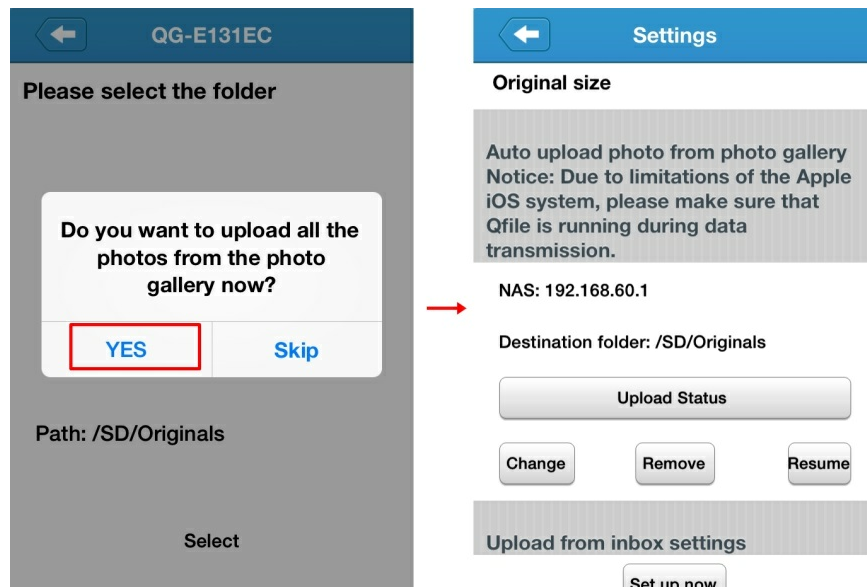 QG-E131EC
Please select the folder
Do you want to upload all the
photos from the photo
gallery now?
YES
Skip
Path: /SD/Originals
Select
Settings
Original size
Auto upload photo from photo gallery
Notice: Due to limitations of the Apple
iOS system, please make sure that
Qfile is running during data
transmission.
NAS: 192.168.60.1
Destination folder: /SD/Originals
Upload Status
Change
Remove
Resume
Upload from inbox settings
Set up now